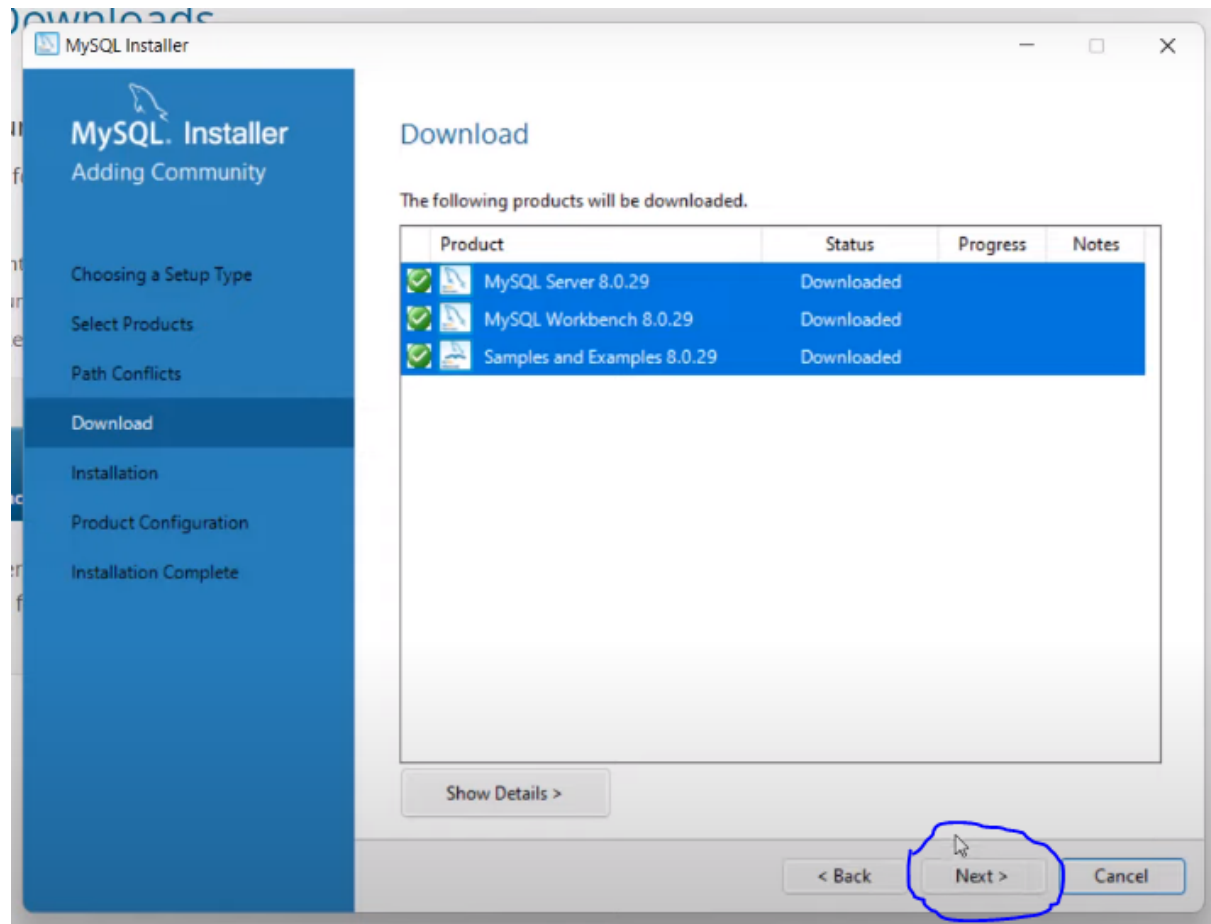 Downloads
MySQL Installer
MySQL. Installer
Adding Community
Choosing a Setup Type
Select Products
Path Conflicts
Download
Installation
Product Configuration
Installation Complete
Download
The following products will be downloaded.
Product Status Progress Notes
MySQL Server 8.0.29 Downloaded
MySQL Workbench 8.0.29 Downloaded
Samples and Examples 8.0.29 Downloaded
Show Details >
< Back Next > Cancel